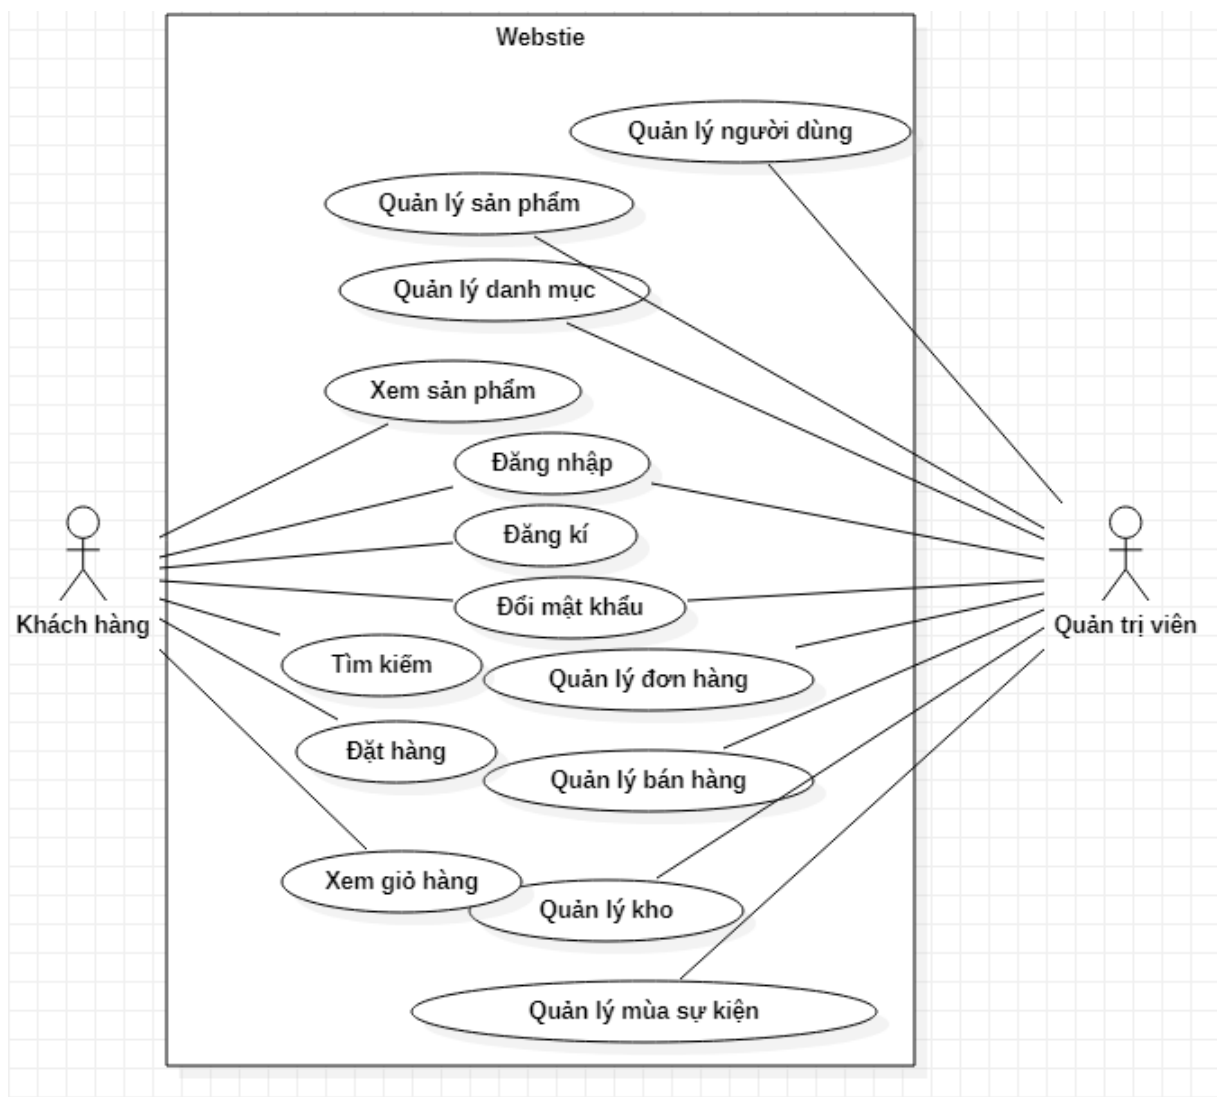 Webstie
Quản lý người dùng
Quản lý sản phẩm
Quản lý danh mục
Xem sản phẩm
Đăng nhập
Đăng kí
Đổi mật khẩu
Khách hàng
Quản trị viên
Tìm kiếm
Quản lý đơn hàng
Đặt hàng
Quản lý bán hàng
Xem giỏ hàng
Quản lý kho
Quản lý mùa sự kiện